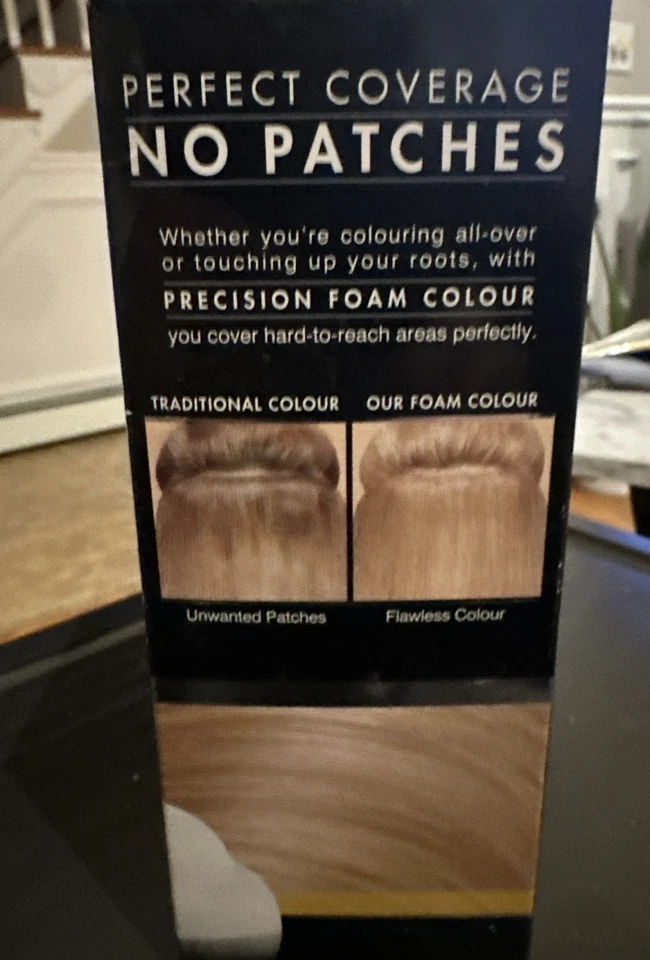 PERFECT COVERAGE
NO PATCHES
Whether you're colouring all-over
or touching up your roots, with
PRECISION FOAM COLOUR
you cover hard-to-reach areas perfectly.
TRADITIONAL COLOUR OUR FOAM COLOUR
Unwanted Patches Flawless Colour